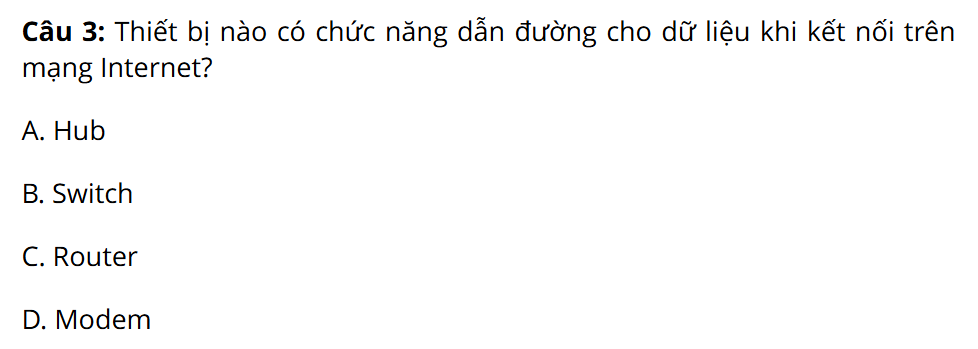 Câu 3: Thiết bị nào có chức năng dẫn đường cho dữ liệu khi kết nối trên
mạng Internet?
A. Hub
B. Switch
C. Router
D. Modem